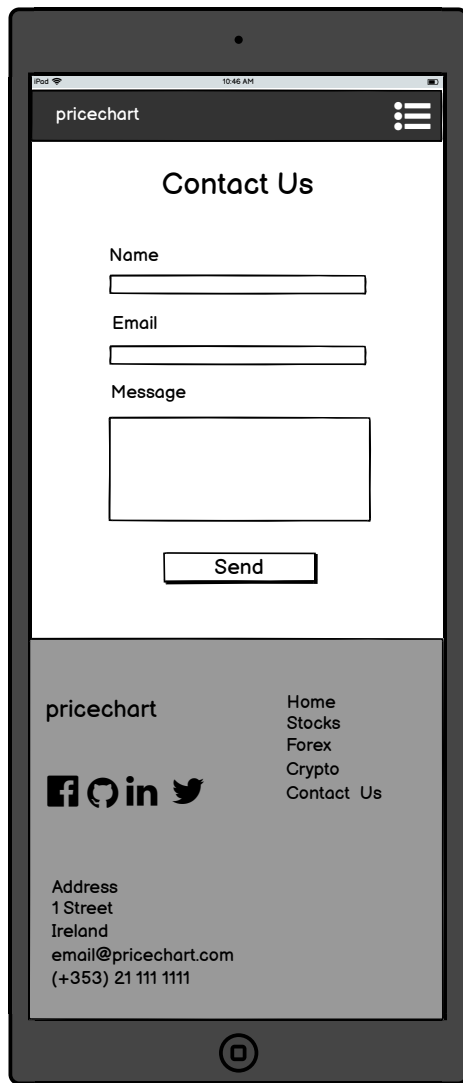 iPad 10:46 AM
pricechart
Contact Us
Name
Email
Message
Send
pricechart
Home
Stocks
Forex
Crypto
Contact Us
Address
1 Street
Ireland
email@pricechart.com
(+353) 21 111 1111